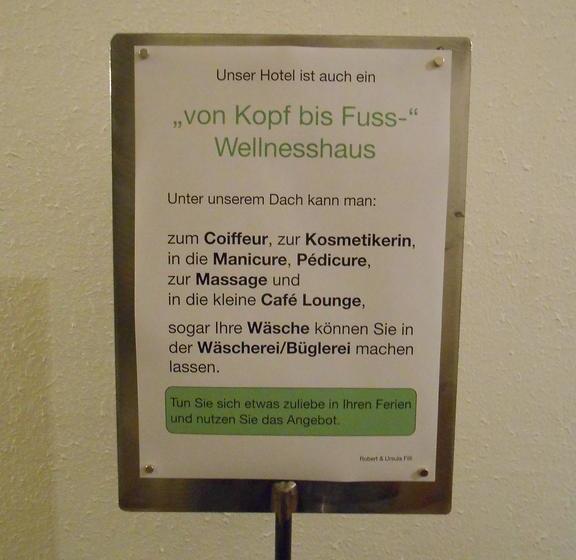 Unser Hotel ist auch ein
„von Kopf bis Fuss-“
Wellnesshaus
Unter unserem Dach kann man:
zum Coiffeur, zur Kosmetikerin,
in die Manicure, Pédicure,
zur Massage und
in die kleine Café Lounge,
sogar Ihre Wäsche können Sie in
der Wäscherei/Büglerei machen
lassen.
Tun Sie sich etwas zuliebe in Ihren Ferien
und nutzen Sie das Angebot.
Robert & Ursula